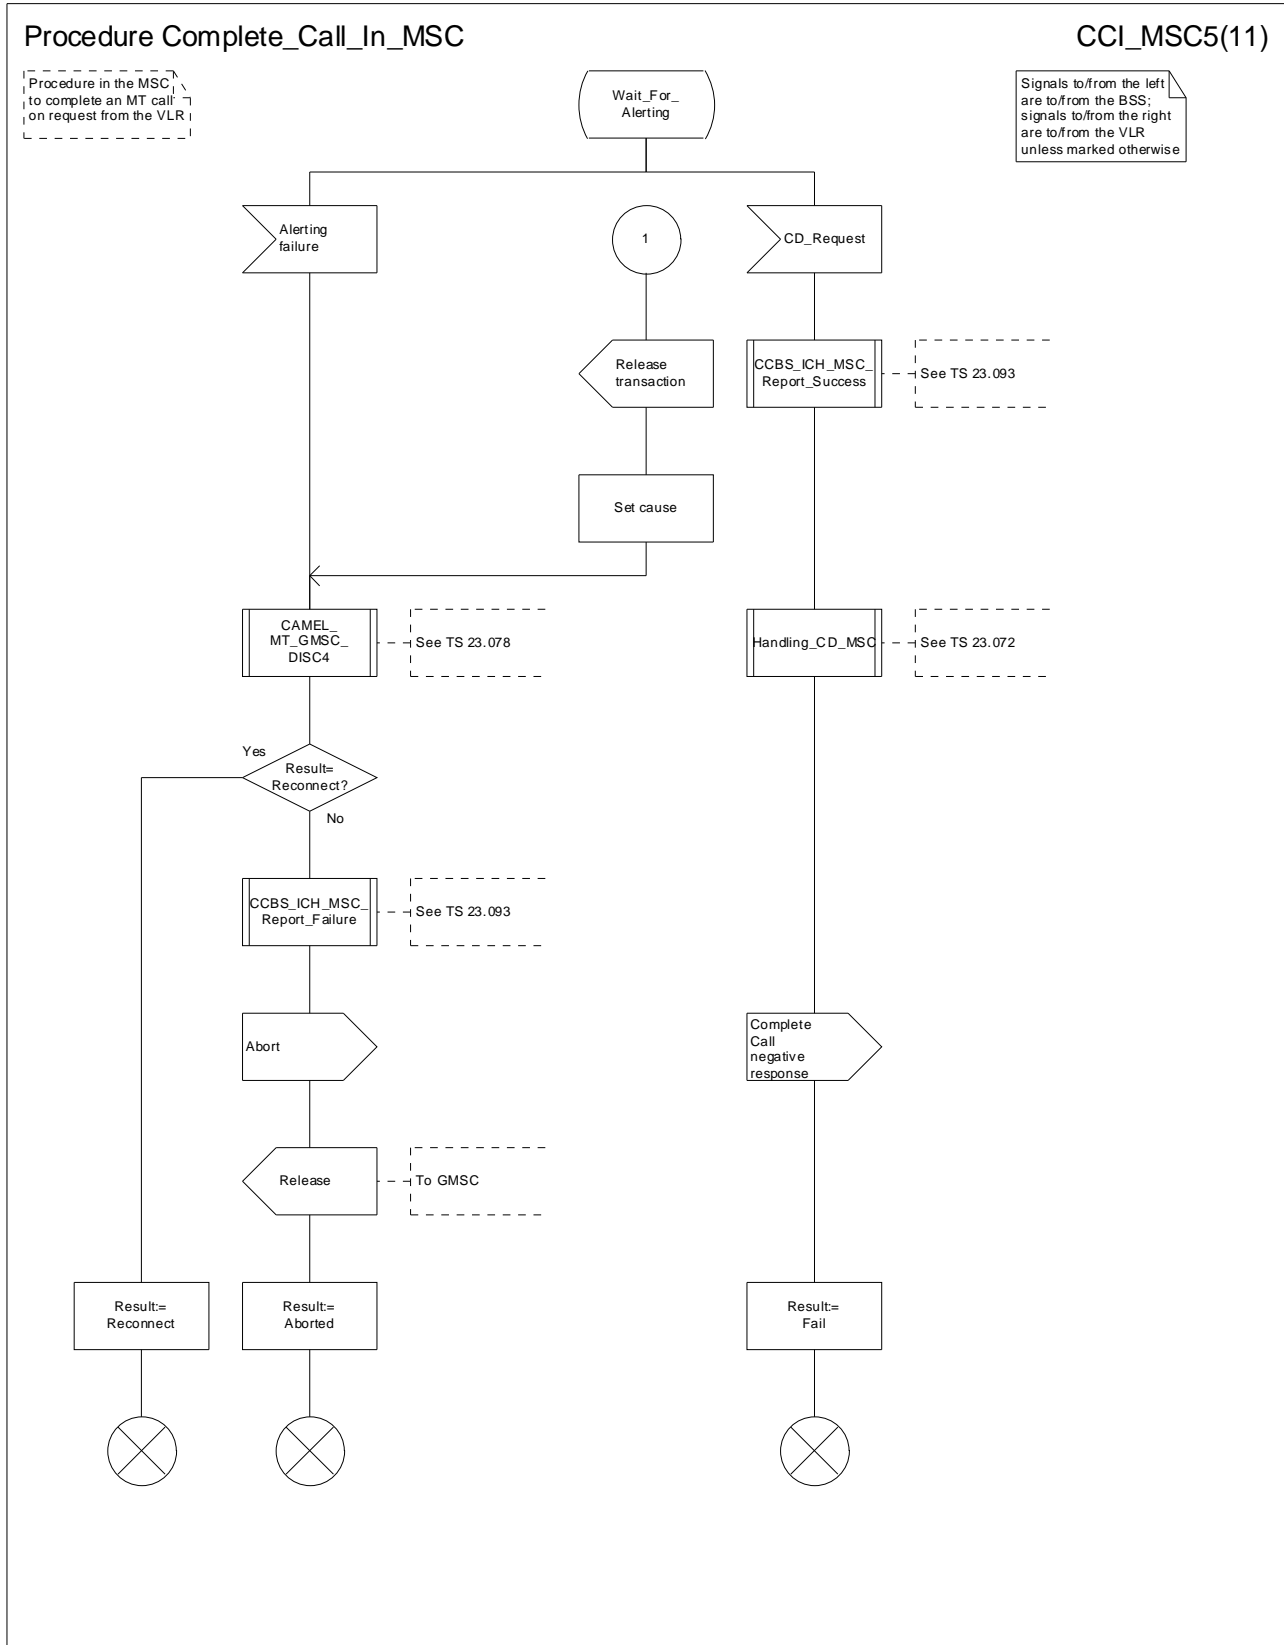 Procedure Complete_Call_In_MSC
CCI_MSC5(11)
Procedure in the MSC
to complete an MT call
on request from the VLR
Wait_For_
Alerting
Signals to/from the left
are to/from the BSS;
signals to/from the right
are to/from the VLR
unless marked otherwise
Alerting
failure
1
CD_Request
Release
transaction
CCBS_ICH_MSC_
Report_Success
See TS 23.093
Set cause
CAMEL_
MT_GMSC_
DISC4
See TS 23.078
Handling_CD_MSC
See TS 23.072
Yes
Result=
Reconnect?
No
CCBS_ICH_MSC_
Report_Failure
See TS 23.093
Abort
Complete
Call
negative
response
Release
To GMSC
Result:=
Reconnect
Result:=
Aborted
Result:=
Fail